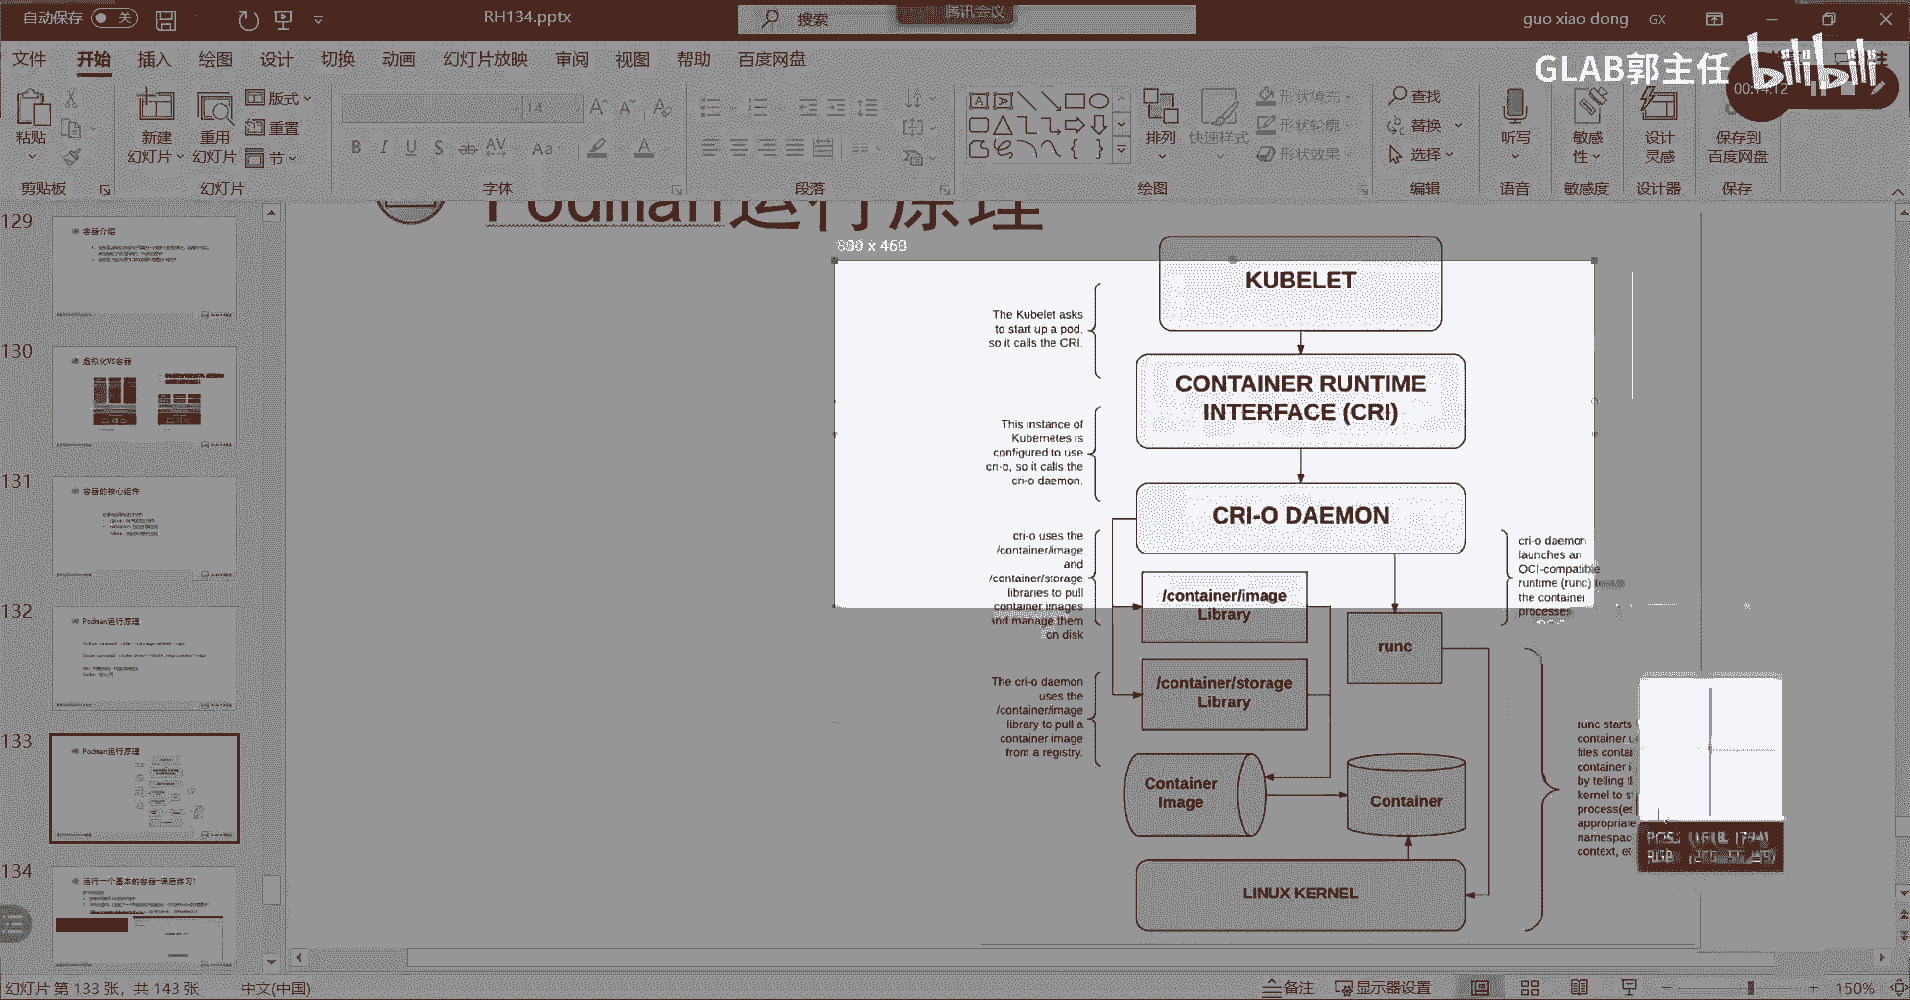 自动保存 关
RH134.pptx
搜索
腾讯会议
guo xiao dong GX
文件 开始 插入 绘图 设计 切换 动画 幻灯片放映 审阅 视图 帮助 百度网盘
GLAB郭主任 bilibili
粘贴
新建
幻灯片
重用
幻灯片
版式
重置
节
14
B I U S ab AV Aa A
排列
快速样式
形状填充
形状轮廓
形状效果
查找
替换
选择
听写
敏感
性
设计
灵感
保存到
百度网盘
剪贴板 幻灯片 字体 段落 绘图 编辑 语音 敏感度 设计器 保存
129
容器介绍
130
虚拟化VS容器
131
容器的核心组件
132
Podman运行原理
133
Podman运行原理
134
运行一个基本的容器-课后练习1
Podman运行原理
KUBELET
The Kubelet asks
to start up a pod,
so it calls the CRI.
CONTAINER RUNTIME
INTERFACE (CRI)
This instance of
Kubernetes is
configured to use
cri-o, so it calls the
cri-o daemon.
CRI-O DAEMON
cri-o uses the
/container/image
and
/container/storage
libraries to pull
container images
and manage them
on disk
cri-o daemon
launches an
OCI-compatible
runtime (runc)
the container
processes
/container/image
Library
runc
/container/storage
Library
The cri-o daemon
uses the
/container/image
library to pull a
container image
from a registry.
runc starts
container
files
container
by telling
kernel to
appropriate
context,
Container
Image
Container
LINUX KERNEL
幻灯片 第 133 张，共 143 张 中文(中国) 备注 显示器设置 150%